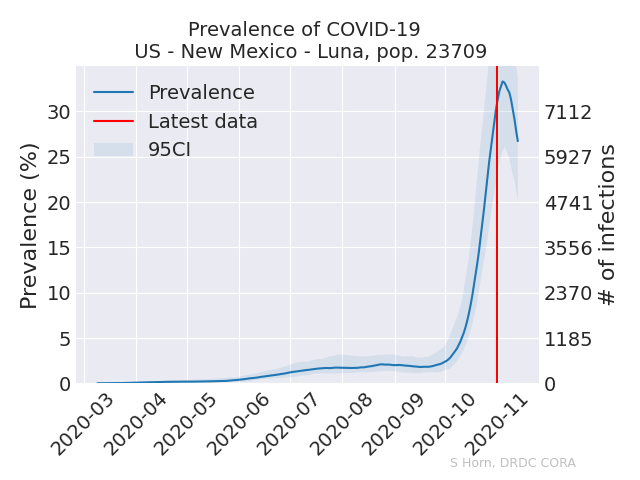 Prevalence of COVID-19
US - New Mexico - Luna, pop. 23709
Prevalence
Latest data
95CI
Prevalence (%)
30
25
20
15
10
5
0
7112
5927
4741
3556
2370
1185
0
# of infections
2020-03
2020-04
2020-05
2020-06
2020-07
2020-08
2020-09
2020-10
2020-11
S Horn, DRDC CORA